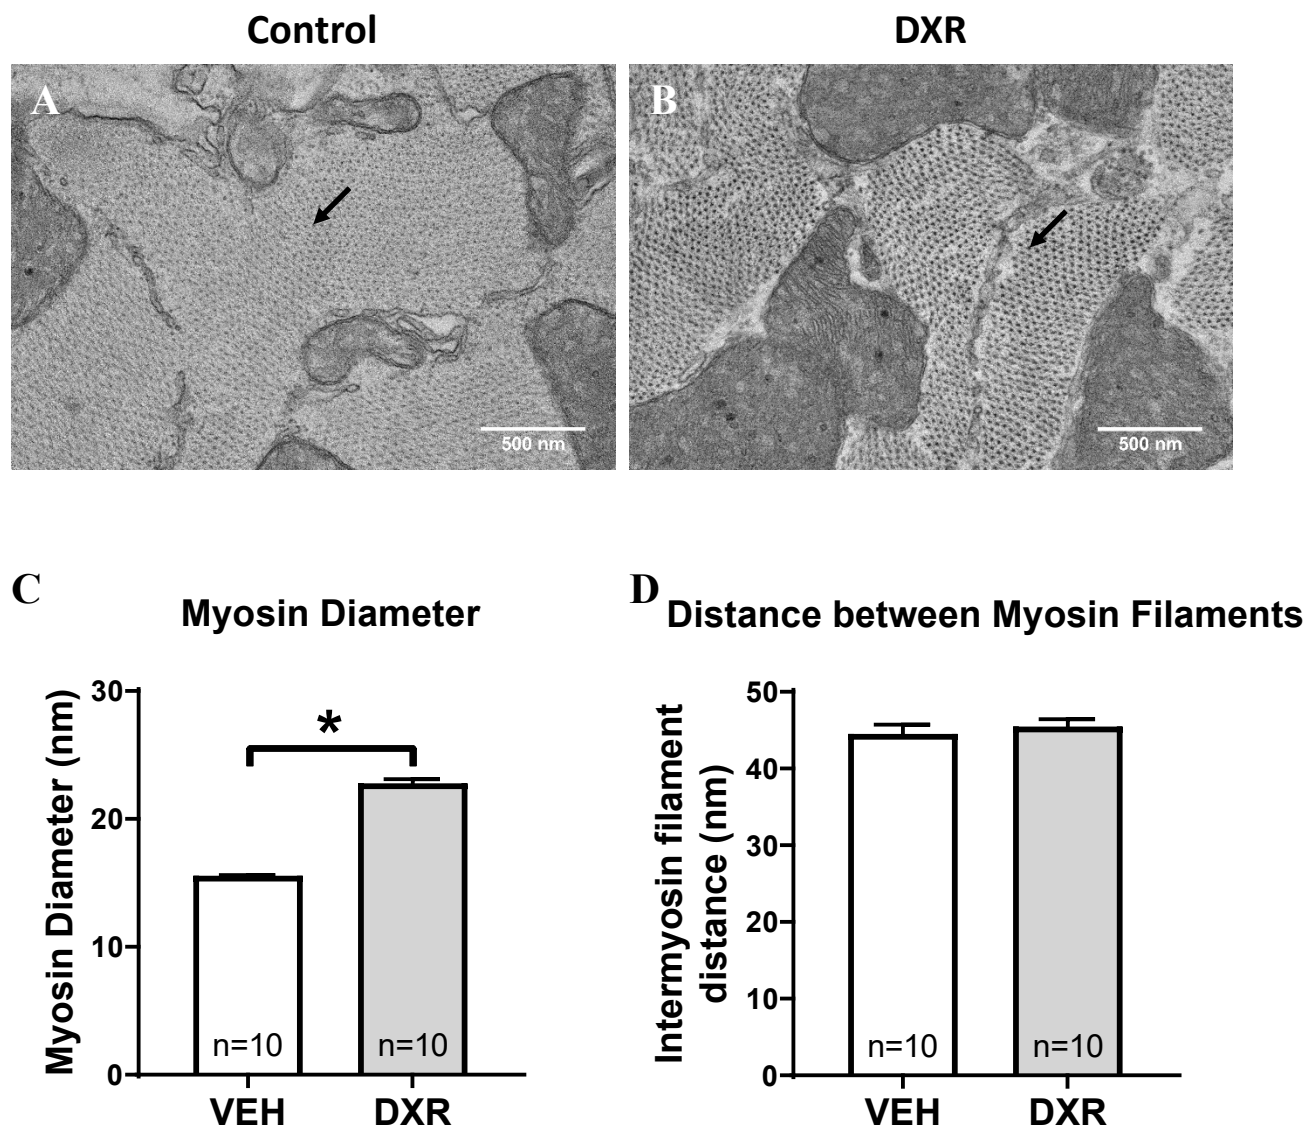 Control
DXR
A
B
500 nm
500 nm
C
Myosin Diameter
D
Distance between Myosin Filaments
Myosin Diameter (nm)
30
20
10
0
*
n=10
n=10
VEH
DXR
Intermyosin filament
distance (nm)
50
40
30
20
10
0
n=10
n=10
VEH
DXR